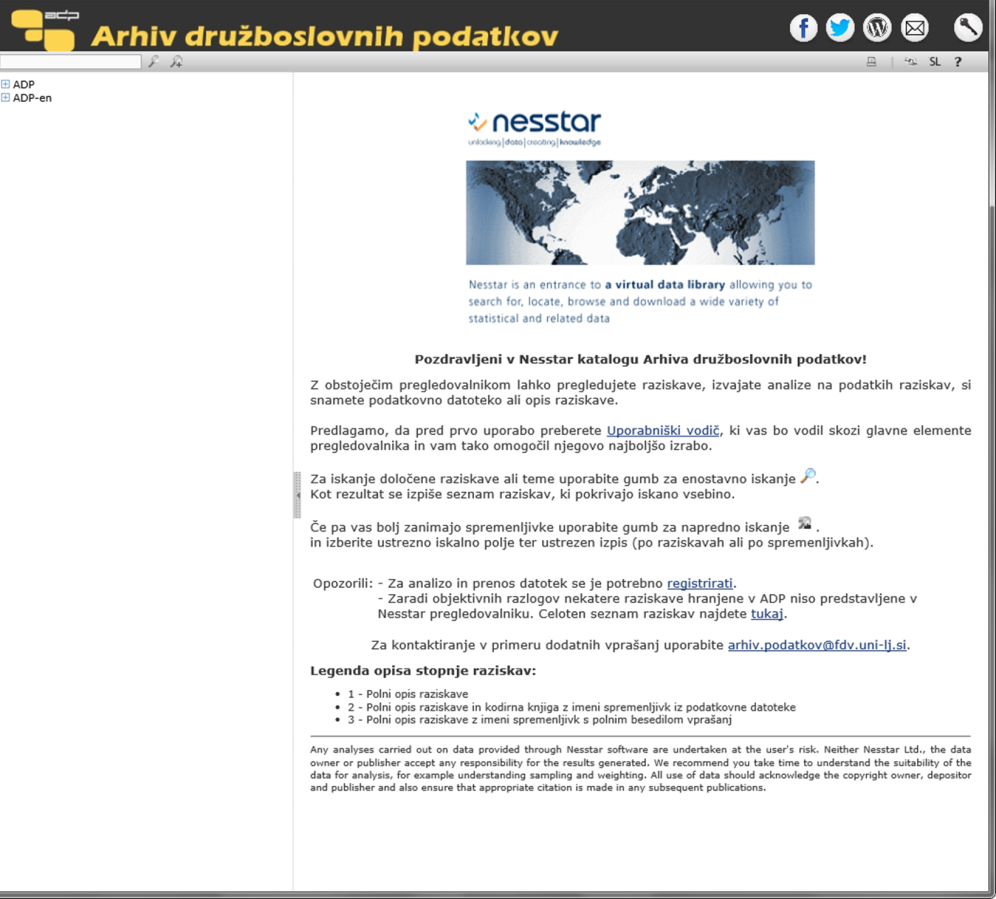 adp
Arhiv družboslovnih podatkov
SL ?
ADP
ADP-en
nesstar
unlocking|data|creating|knowledge
Nesstar is an entrance to a virtual data library allowing you to
search for, locate, browse and download a wide variety of
statistical and related data
Pozdravljeni v Nesstar katalogu Arhiva družboslovnih podatkov!
Z obstoječim pregledovalnikom lahko pregledujete raziskave, izvajate analize na podatkih raziskav, si
snamete podatkovno datoteko ali opis raziskave.
Predlagamo, da pred prvo uporabo preberete Uporabniški vodič, ki vas bo vodil skozi glavne elemente
pregledovalnika in vam tako omogočil njegovo najboljšo izrabo.
Za iskanje določene raziskave ali teme uporabite gumb za enostavno iskanje .
Kot rezultat se izpiše seznam raziskav, ki pokrivajo iskano vsebino.
Če pa vas bolj zanimajo spremenljivke uporabite gumb za napredno iskanje .
in izberite ustrezno iskalno polje ter ustrezen izpis (po raziskavah ali po spremenljivkah).
Opozorili: - Za analizo in prenos datotek se je potrebno registrirati.
- Zaradi objektivnih razlogov nekatere raziskave hranjene v ADP niso predstavljene v
Nesstar pregledovalniku. Celoten seznam raziskav najdete tukaj.
Za kontaktiranje v primeru dodatnih vprašanj uporabite arhiv.podatkov@fdv.uni-lj.si.
Legenda opisa stopnje raziskav:
• 1 - Polni opis raziskave
• 2 - Polni opis raziskave in kodirna knjiga z imeni spremenljivk iz podatkovne datoteke
• 3 - Polni opis raziskave z imeni spremenljivk s polnim besedilom vprašanj
Any analyses carried out on data provided through Nesstar software are undertaken at the user's risk. Neither Nesstar Ltd., the data
owner or publisher accept any responsibility for the results generated. We recommend you take time to understand the suitability of the
data for analysis, for example understanding sampling and weighting. All use of data should acknowledge the copyright owner, depositor
and publisher and also ensure that appropriate citation is made in any subsequent publications.